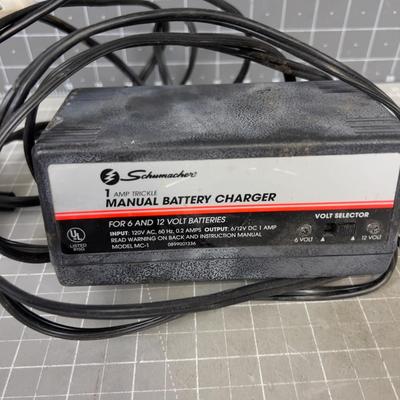 Schumacher
1 AMP TRICKLE
MANUAL BATTERY CHARGER
FOR 6 AND 12 VOLT BATTERIES
VOLT SELECTOR
INPUT: 120V AC, 60 Hz, 0.2 AMPS OUTPUT: 6/12V DC 1 AMP
6 VOLT
12 VOLT
READ WARNING ON BACK AND INSTRUCTION MANUAL
MODEL MC-1 0899001336
UL
LISTED